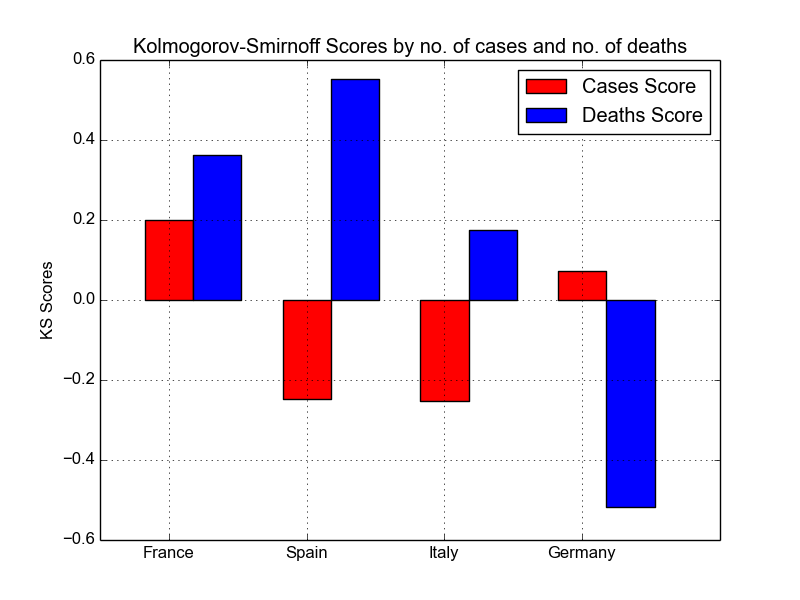 Kolmogorov-Smirnoff Scores by no. of cases and no. of deaths
Cases Score
Deaths Score
KS Scores
0.6
0.4
0.2
0.0
−0.2
−0.4
−0.6
France
Spain
Italy
Germany